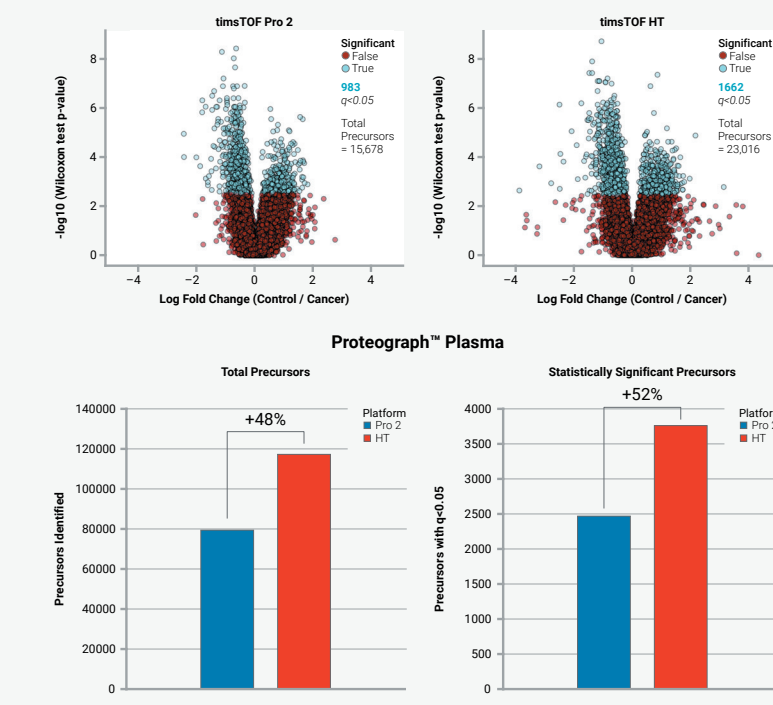 timsTOF Pro 2
-log10 (Wilcoxon test p-value)
8
6
4
2
0
−4
−2
0
2
4
Log Fold Change (Control / Cancer)
Significant
False
True
983
q<0.05
Total
Precursors
= 15,678
timsTOF HT
-log10 (Wilcoxon test p-value)
8
6
4
2
0
−4
−2
0
2
4
Log Fold Change (Control / Cancer)
Significant
False
True
1662
q<0.05
Total
Precursors
= 23,016
Proteograph™ Plasma
Total Precursors
Precursors Identified
140000
120000
100000
80000
60000
40000
20000
0
+48%
Platform
Pro 2
HT
Statistically Significant Precursors
Precursors with q<0.05
4000
3500
3000
2500
2000
1500
1000
500
0
+52%
Platfor
Pro 2
HT